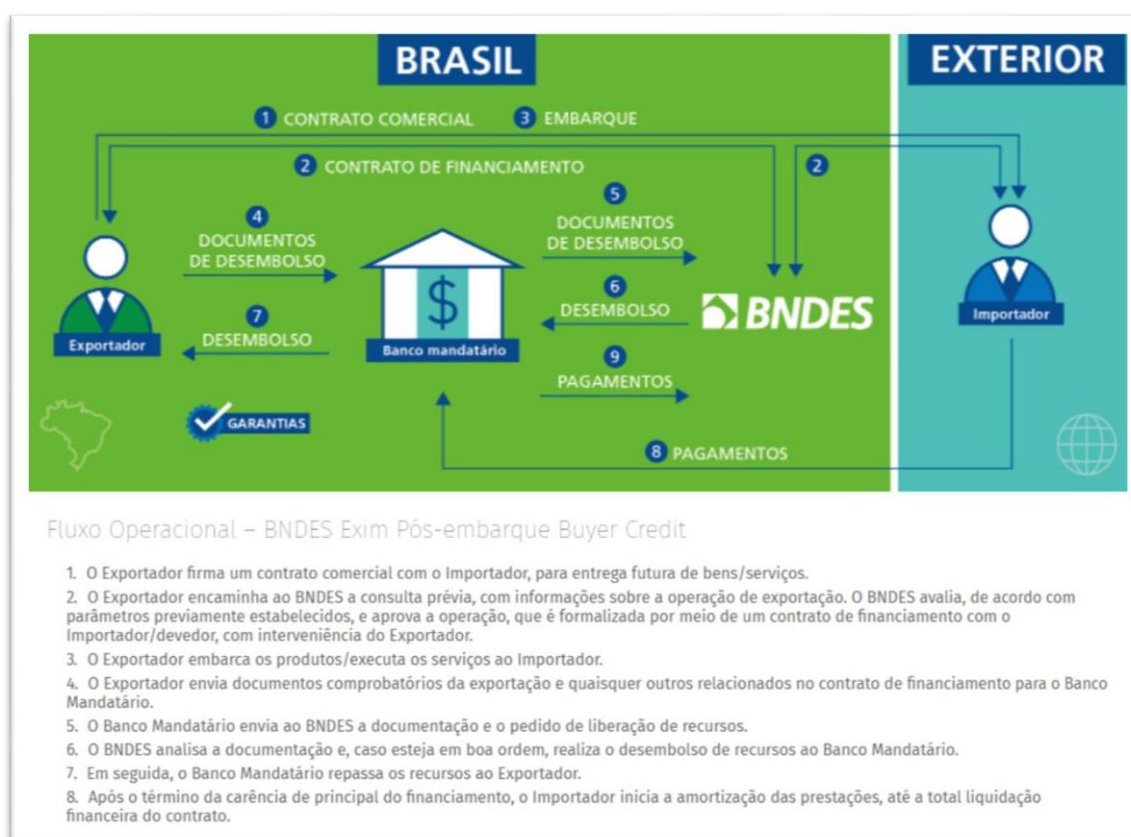 BRASIL
EXTERIOR
1 CONTRATO COMERCIAL
3 EMBARQUE
2 CONTRATO DE FINANCIAMENTO
2
4
DOCUMENTOS
DE DESEMBOLSO
5
DOCUMENTOS
DE DESEMBOLSO
7
DESEMBOLSO
6
DESEMBOLSO
9
PAGAMENTOS
8 PAGAMENTOS
Exportador
$
Banco mandatário
BNDES
Importador
GARANTIAS
Fluxo Operacional – BNDES Exim Pós-embarque Buyer Credit
1. O Exportador firma um contrato comercial com o Importador, para entrega futura de bens/serviços.
2. O Exportador encaminha ao BNDES a consulta prévia, com informações sobre a operação de exportação. O BNDES avalia, de acordo com
parâmetros previamente estabelecidos, e aprova a operação, que é formalizada por meio de um contrato de financiamento com o
Importador/devedor, com interveniência do Exportador.
3. O Exportador embarca os produtos/executa os serviços ao Importador.
4. O Exportador envia documentos comprobatórios da exportação e quaisquer outros relacionados no contrato de financiamento para o Banco
Mandatário.
5. O Banco Mandatário envia ao BNDES a documentação e o pedido de liberação de recursos.
6. O BNDES analisa a documentação e, caso esteja em boa ordem, realiza o desembolso de recursos ao Banco Mandatário.
7. Em seguida, o Banco Mandatário repassa os recursos ao Exportador.
8. Após o término da carência de principal do financiamento, o Importador inicia a amortização das prestações, até a total liquidação
financeira do contrato.